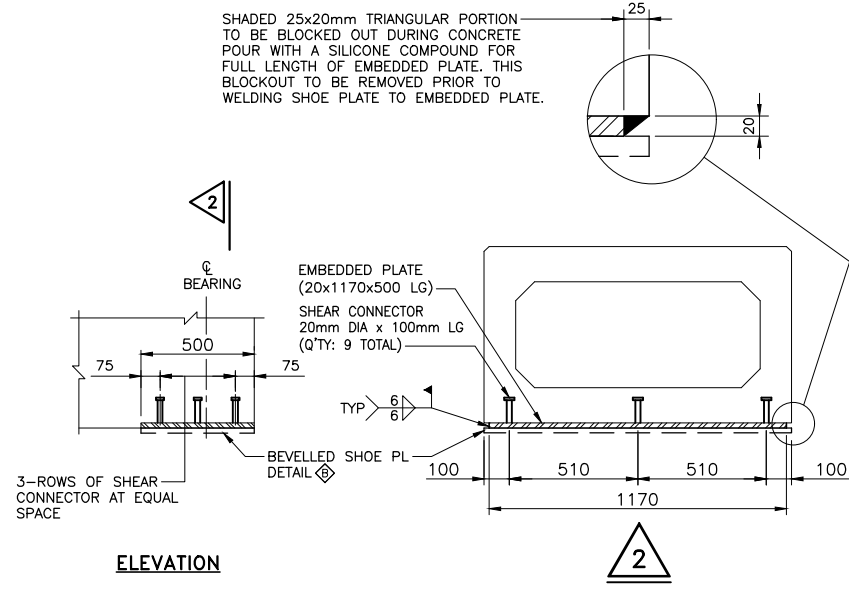 SHADED 25x20mm TRIANGULAR PORTION
TO BE BLOCKED OUT DURING CONCRETE
POUR WITH A SILICONE COMPOUND FOR
FULL LENGTH OF EMBEDDED PLATE. THIS
BLOCKOUT TO BE REMOVED PRIOR TO
WELDING SHOE PLATE TO EMBEDDED PLATE.
25
20
2
℄
BEARING
500
75
75
3-ROWS OF SHEAR
CONNECTOR AT EQUAL
SPACE
ELEVATION
EMBEDDED PLATE
(20x1170x500 LG)
SHEAR CONNECTOR
20mm DIA x 100mm LG
(Q'TY: 9 TOTAL)
TYP
6
6
BEVELLED SHOE PL
DETAIL B
100
510
510
100
1170
2